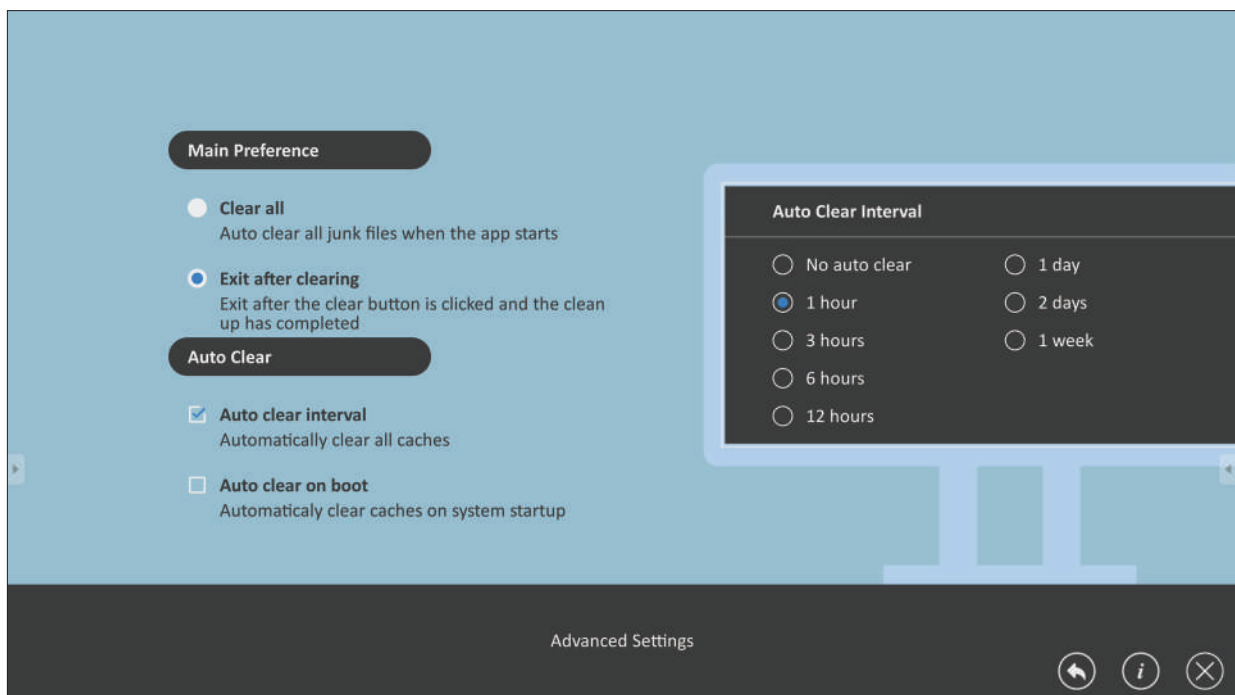 Main Preference
Clear all
Auto clear all junk files when the app starts
Exit after clearing
Exit after the clear button is clicked and the clean
up has completed
Auto Clear
Auto clear interval
Automatically clear all caches
Auto clear on boot
Automaticaly clear caches on system startup
Auto Clear Interval
No auto clear
1 hour
3 hours
6 hours
12 hours
1 day
2 days
1 week
Advanced Settings
i